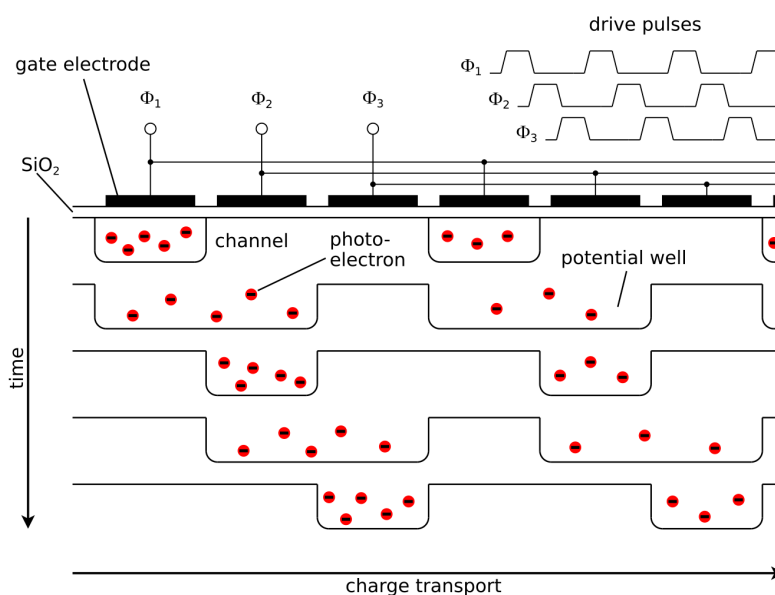 drive pulses
gate electrode
Φ1
Φ1
Φ2
Φ3
Φ2
Φ3
SiO2
channel
photo-
electron
potential well
time
charge transport